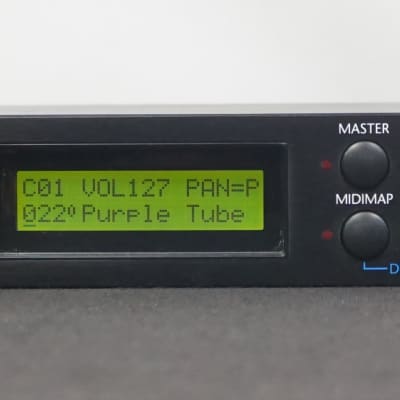 MASTER
C01 VOL127 PAN=P
022⁰Purple Tube
MIDIMAP
D